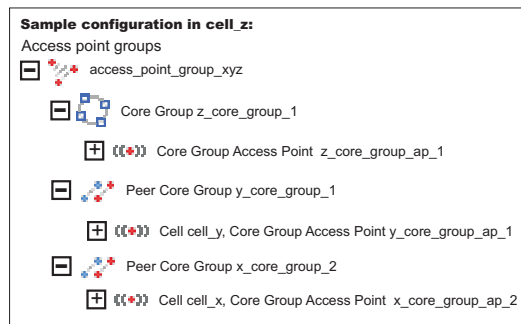 Sample configuration in cell_z:
Access point groups
access_point_group_xyz
Core Group z_core_group_1
Core Group Access Point z_core_group_ap_1
Peer Core Group y_core_group_1
Cell cell_y, Core Group Access Point y_core_group_ap_1
Peer Core Group x_core_group_2
Cell cell_x, Core Group Access Point x_core_group_ap_2